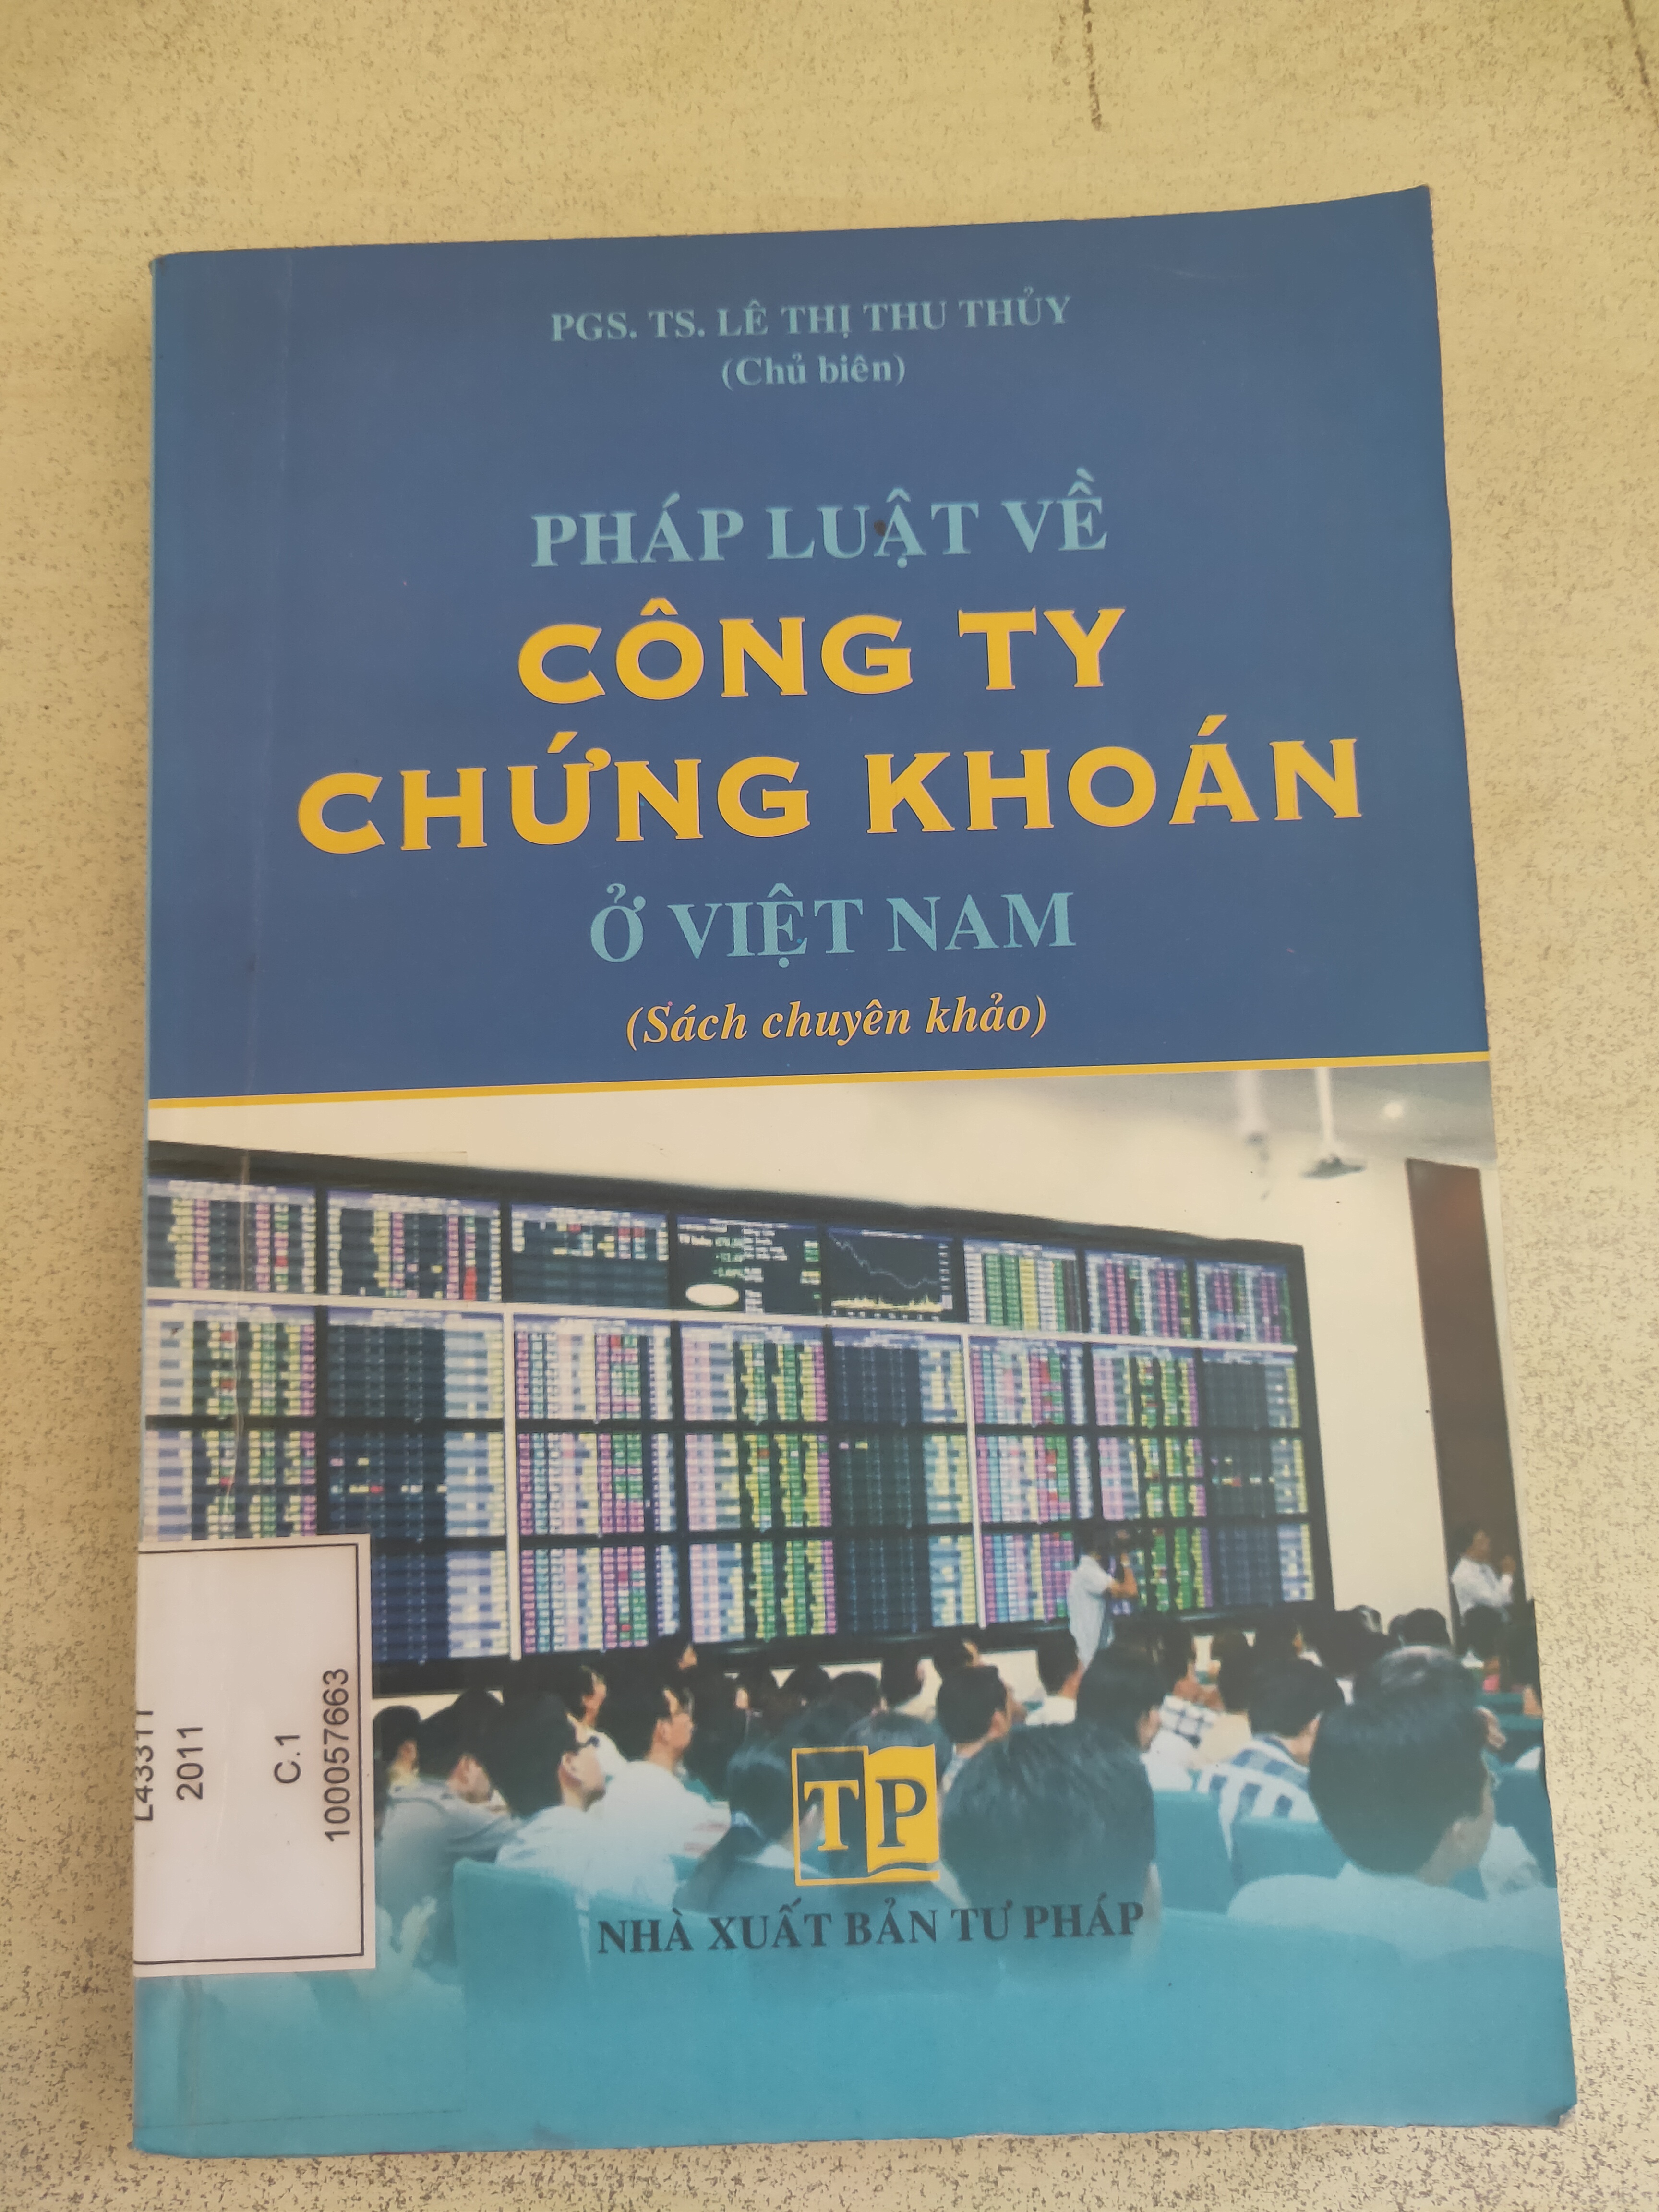 PGS. TS. LÊ THỊ THU THỦY
(Chủ biên)
PHÁP LUẬT VỀ
CÔNG TY
CHỨNG KHOÁN
Ở VIỆT NAM
(Sách chuyên khảo)
2011
C.1
100057663
TP
NHÀ XUẤT BẢN TƯ PHÁP